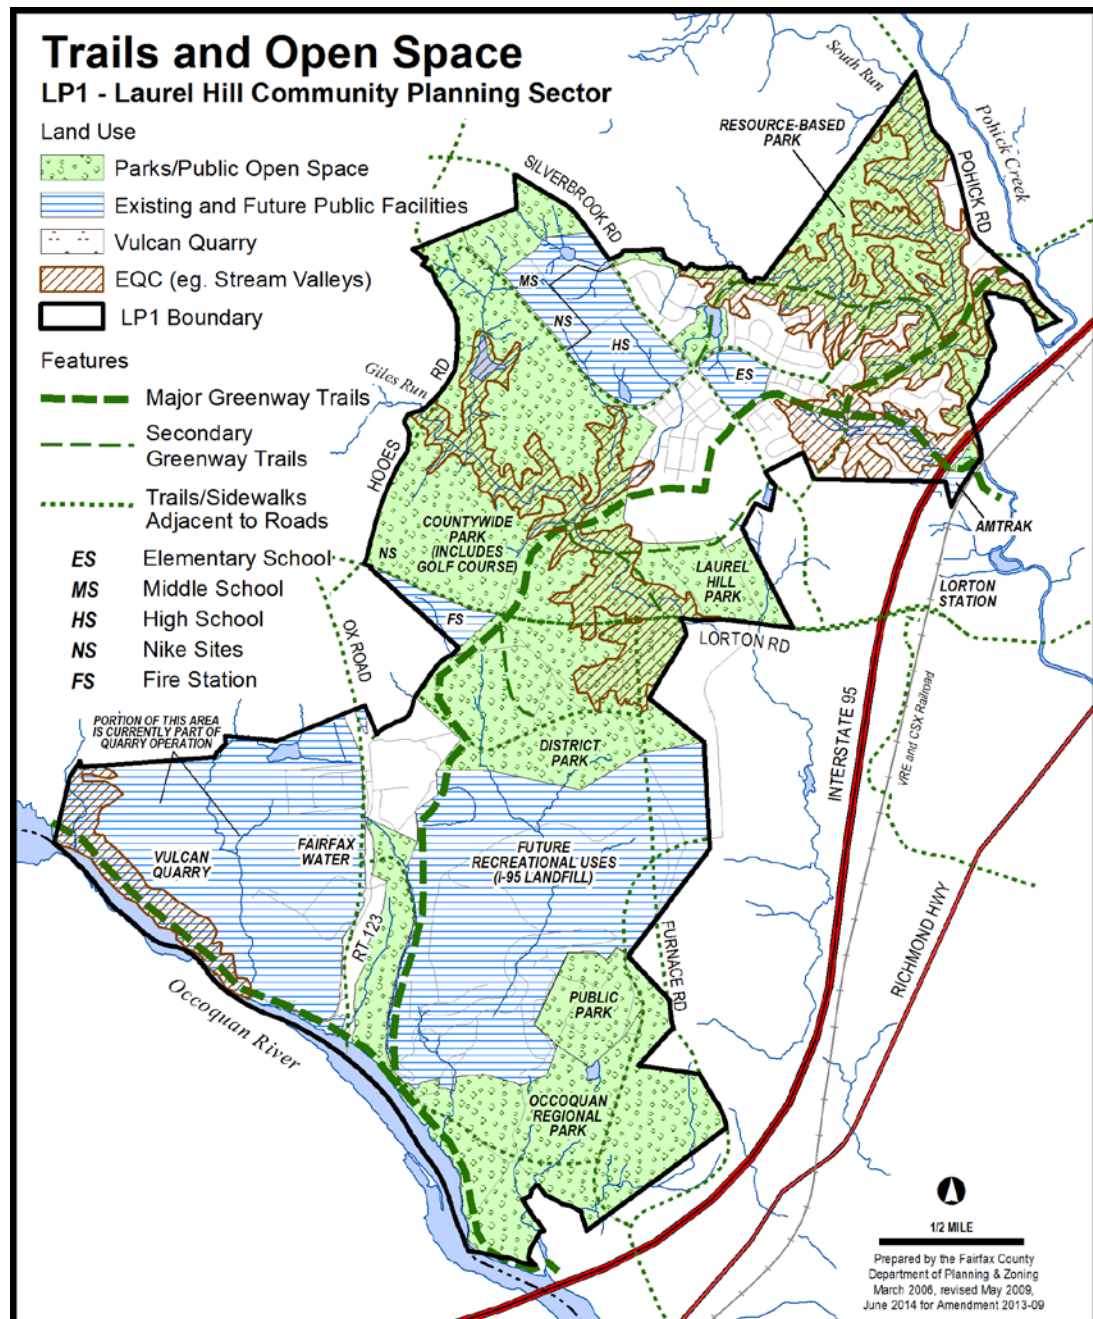 Trails and Open Space
LP1 - Laurel Hill Community Planning Sector
Land Use
Parks/Public Open Space
Existing and Future Public Facilities
Vulcan Quarry
EQC (eg. Stream Valleys)
LP1 Boundary
Features
Major Greenway Trails
Secondary
Greenway Trails
Trails/Sidewalks
Adjacent to Roads
ES Elementary School
MS Middle School
HS High School
NS Nike Sites
FS Fire Station
South Run
Pohick Creek
RESOURCE-BASED
PARK
POHICK RD
SILVERBROOK RD
MS
NS
HS
ES
Giles Run
HOOES RD
COUNTYWIDE
PARK
(INCLUDES
GOLF COURSE)
NS
FS
LAUREL
HILL
PARK
AMTRAK
LORTON
STATION
LORTON RD
OX ROAD
INTERSTATE 95
VRE and CSX Railroad
PORTION OF THIS AREA
IS CURRENTLY PART OF
QUARRY OPERATION
DISTRICT
PARK
VULCAN
QUARRY
FAIRFAX
WATER
FUTURE
RECREATIONAL USES
(i-95 LANDFILL)
RT 123
FURNACE RD
RICHMOND HWY
Occoquan River
PUBLIC
PARK
OCCOQUAN
REGIONAL
PARK
1/2 MILE
Prepared by the Fairfax County
Department of Planning & Zoning
March 2006, revised May 2009,
June 2014 for Amendment 2013-09